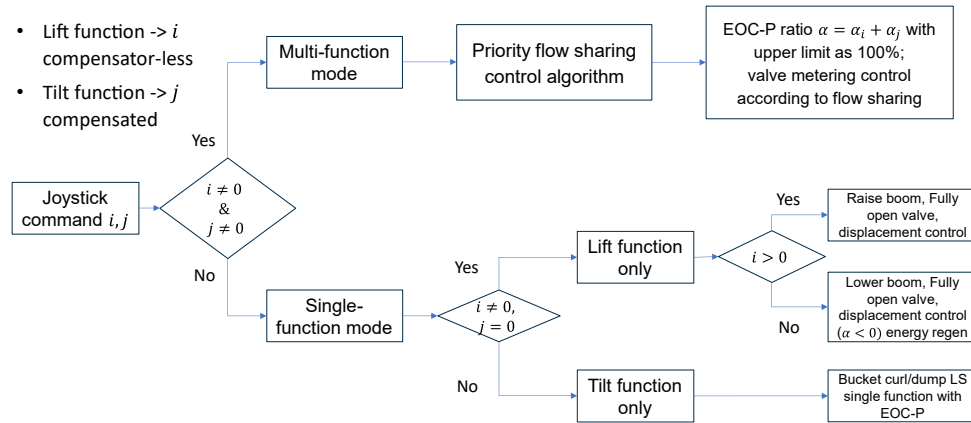 • Lift function -> i
compensator-less
• Tilt function -> j
compensated
Multi-function
mode
Priority flow sharing
control algorithm
EOC-P ratio α = αᵢ + αⱼ with
upper limit as 100%;
valve metering control
according to flow sharing
Yes
Joystick
command i, j
i ≠ 0
&
j ≠ 0
No
Single-
function mode
Yes
i ≠ 0,
j = 0
No
Lift function
only
i > 0
Yes
Raise boom, Fully
open valve,
displacement control
Lower boom, Fully
open valve,
displacement control
(α < 0) energy regen
No
Tilt function
only
Bucket curl/dump LS
single function with
EOC-P